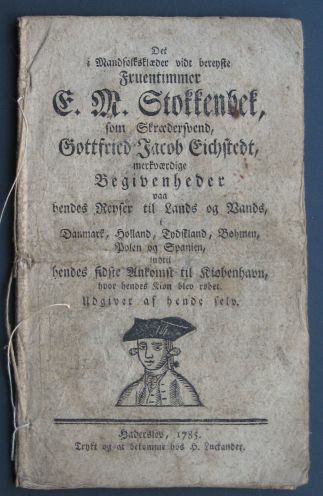 Det
i Mandfolksklæder vidt bereyste
Fruentimmer
E. M. Stokkenbek,
som Skrædersvend,
Gottfried Jacob Eichstedt,
merkværdige
Begivenheder
paa
hendes Reyser til Lands og Vands,
i
Danmark, Holland, Tydskland, Bøhmen,
Polen og Spanien,
indtil
hendes sidste Ankomst til Kiøbenhavn,
hvor hendes Kiøn blev røbet.
Udgivet af hende selv.
Haderslev, 1785.
Trykt og at bekomme hos H. Luckander.